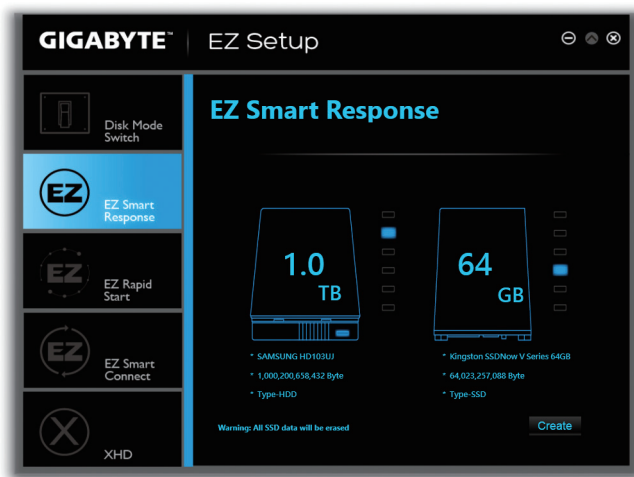 GIGABYTE™ EZ Setup
Disk Mode
Switch
EZ
EZ Smart
Response
EZ
EZ Rapid
Start
EZ
EZ Smart
Connect
X
XHD
EZ Smart Response
1.0
TB
64
GB
* SAMSUNG HD103UJ
* 1,000,200,658,432 Byte
* Type-HDD
* Kingston SSDNow V Series 64GB
* 64,023,257,088 Byte
* Type-SSD
Warning: All SSD data will be erased
Create